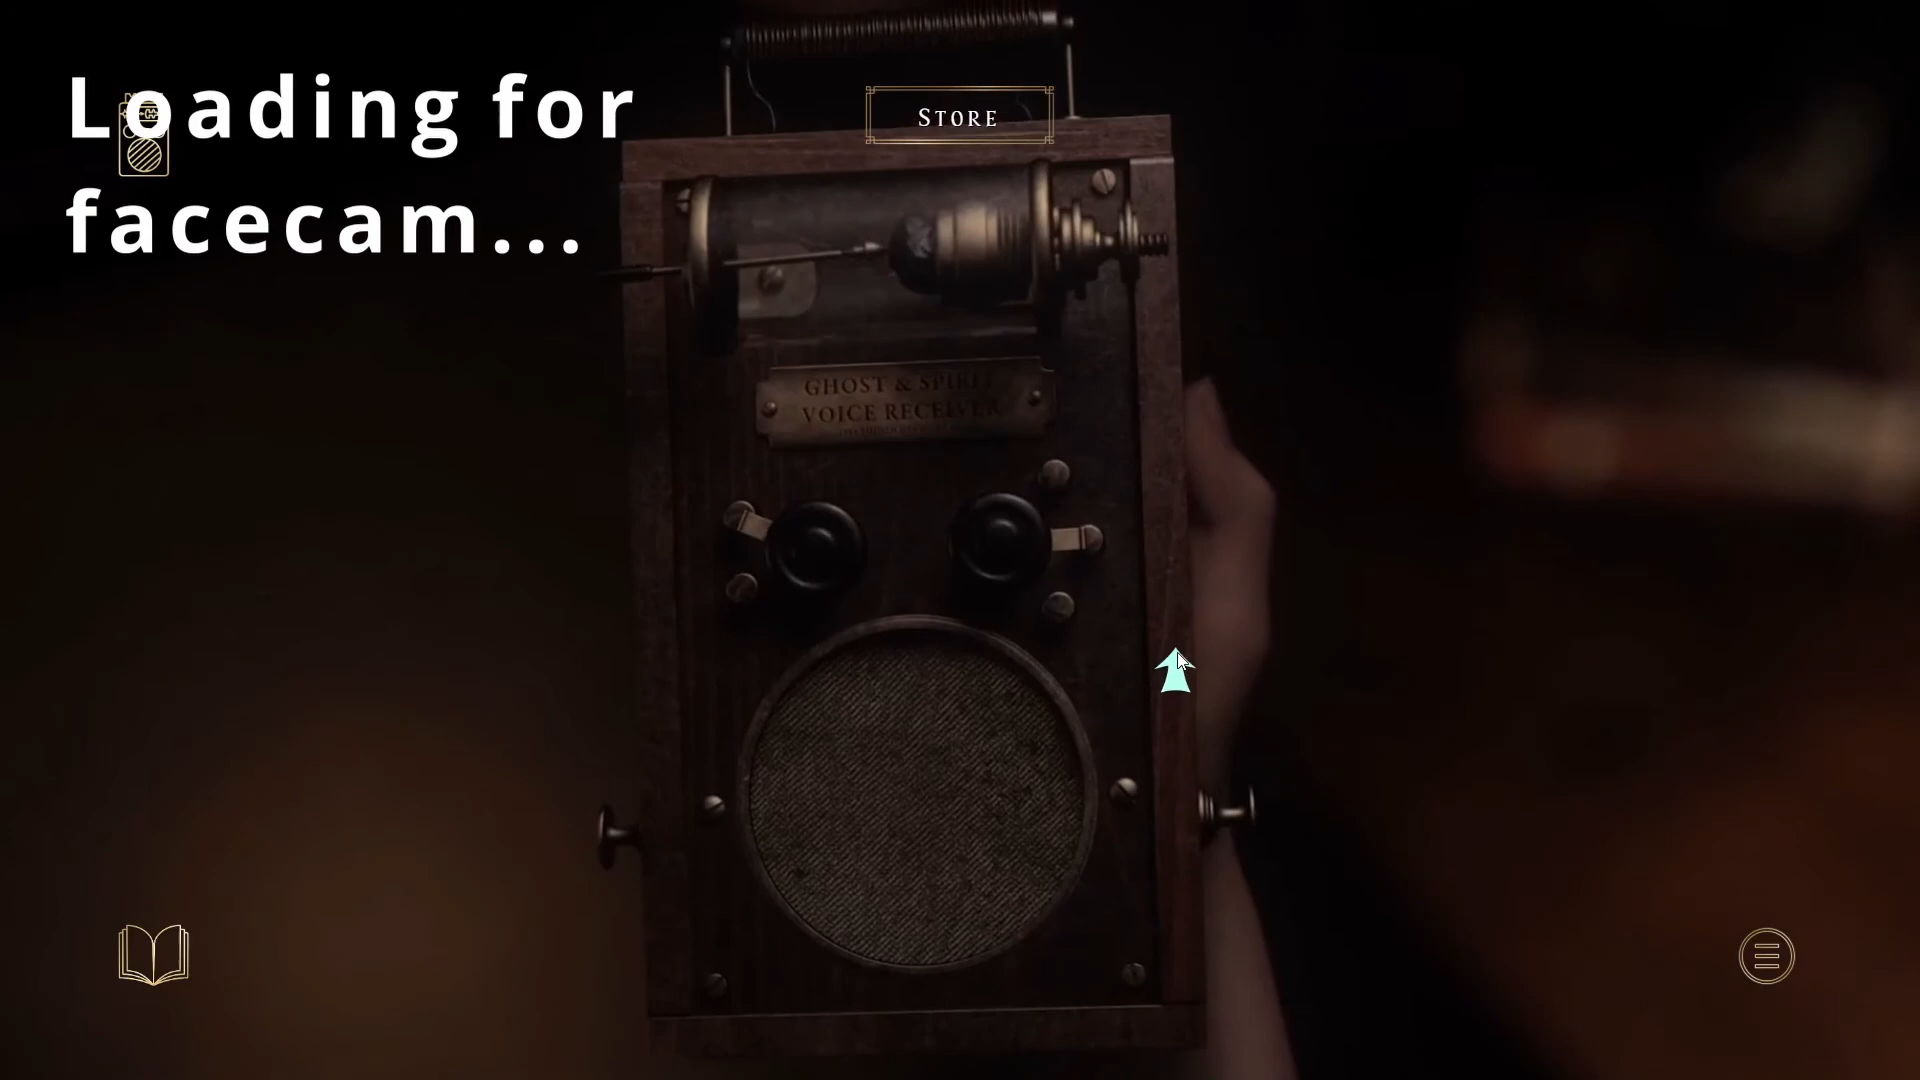 Loading for
facecam...
STORE
GHOST & SPIRIT
VOICE RECEIVER